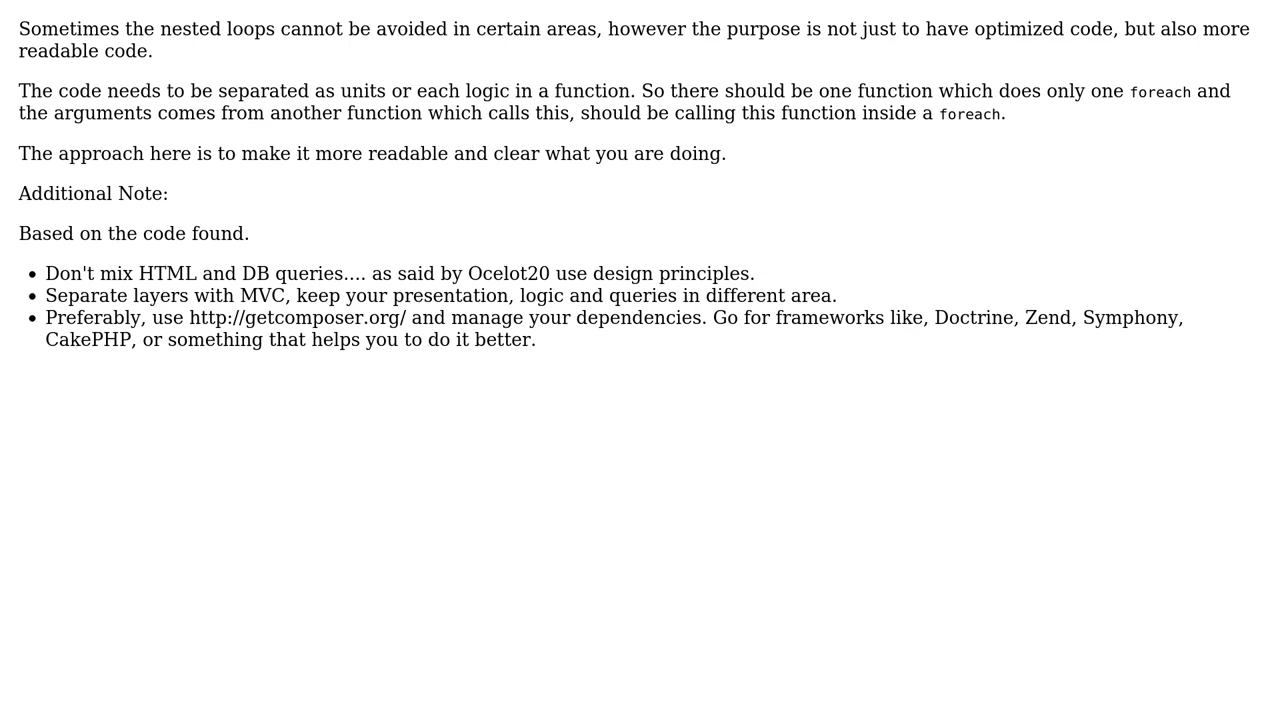 Sometimes the nested loops cannot be avoided in certain areas, however the purpose is not just to have optimized code, but also more
readable code.
The code needs to be separated as units or each logic in a function. So there should be one function which does only one foreach and
the arguments comes from another function which calls this, should be calling this function inside a foreach.
The approach here is to make it more readable and clear what you are doing.
Additional Note:
Based on the code found.
• Don't mix HTML and DB queries.... as said by Ocelot20 use design principles.
• Separate layers with MVC, keep your presentation, logic and queries in different area.
• Preferably, use http://getcomposer.org/ and manage your dependencies. Go for frameworks like, Doctrine, Zend, Symphony,
CakePHP, or something that helps you to do it better.